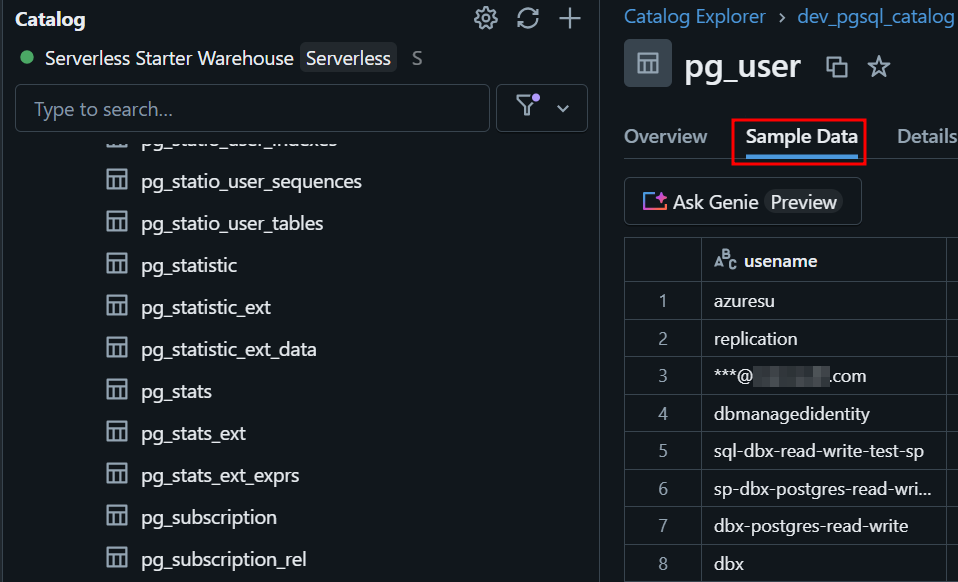 Catalog
Serverless Starter Warehouse Serverless S
Type to search...
pg_statio_user_indexes
pg_statio_user_sequences
pg_statio_user_tables
pg_statistic
pg_statistic_ext
pg_statistic_ext_data
pg_stats
pg_stats_ext
pg_stats_ext_exprs
pg_subscription
pg_subscription_rel
Catalog Explorer > dev_pgsql_catalog
pg_user
Overview Sample Data Details
Ask Genie Preview
ABC usename
1 azuresu
2 replication
3 ***@ .com
4 dbmanagedidentity
5 sql-dbx-read-write-test-sp
6 sp-dbx-postgres-read-wri...
7 dbx-postgres-read-write
8 dbx